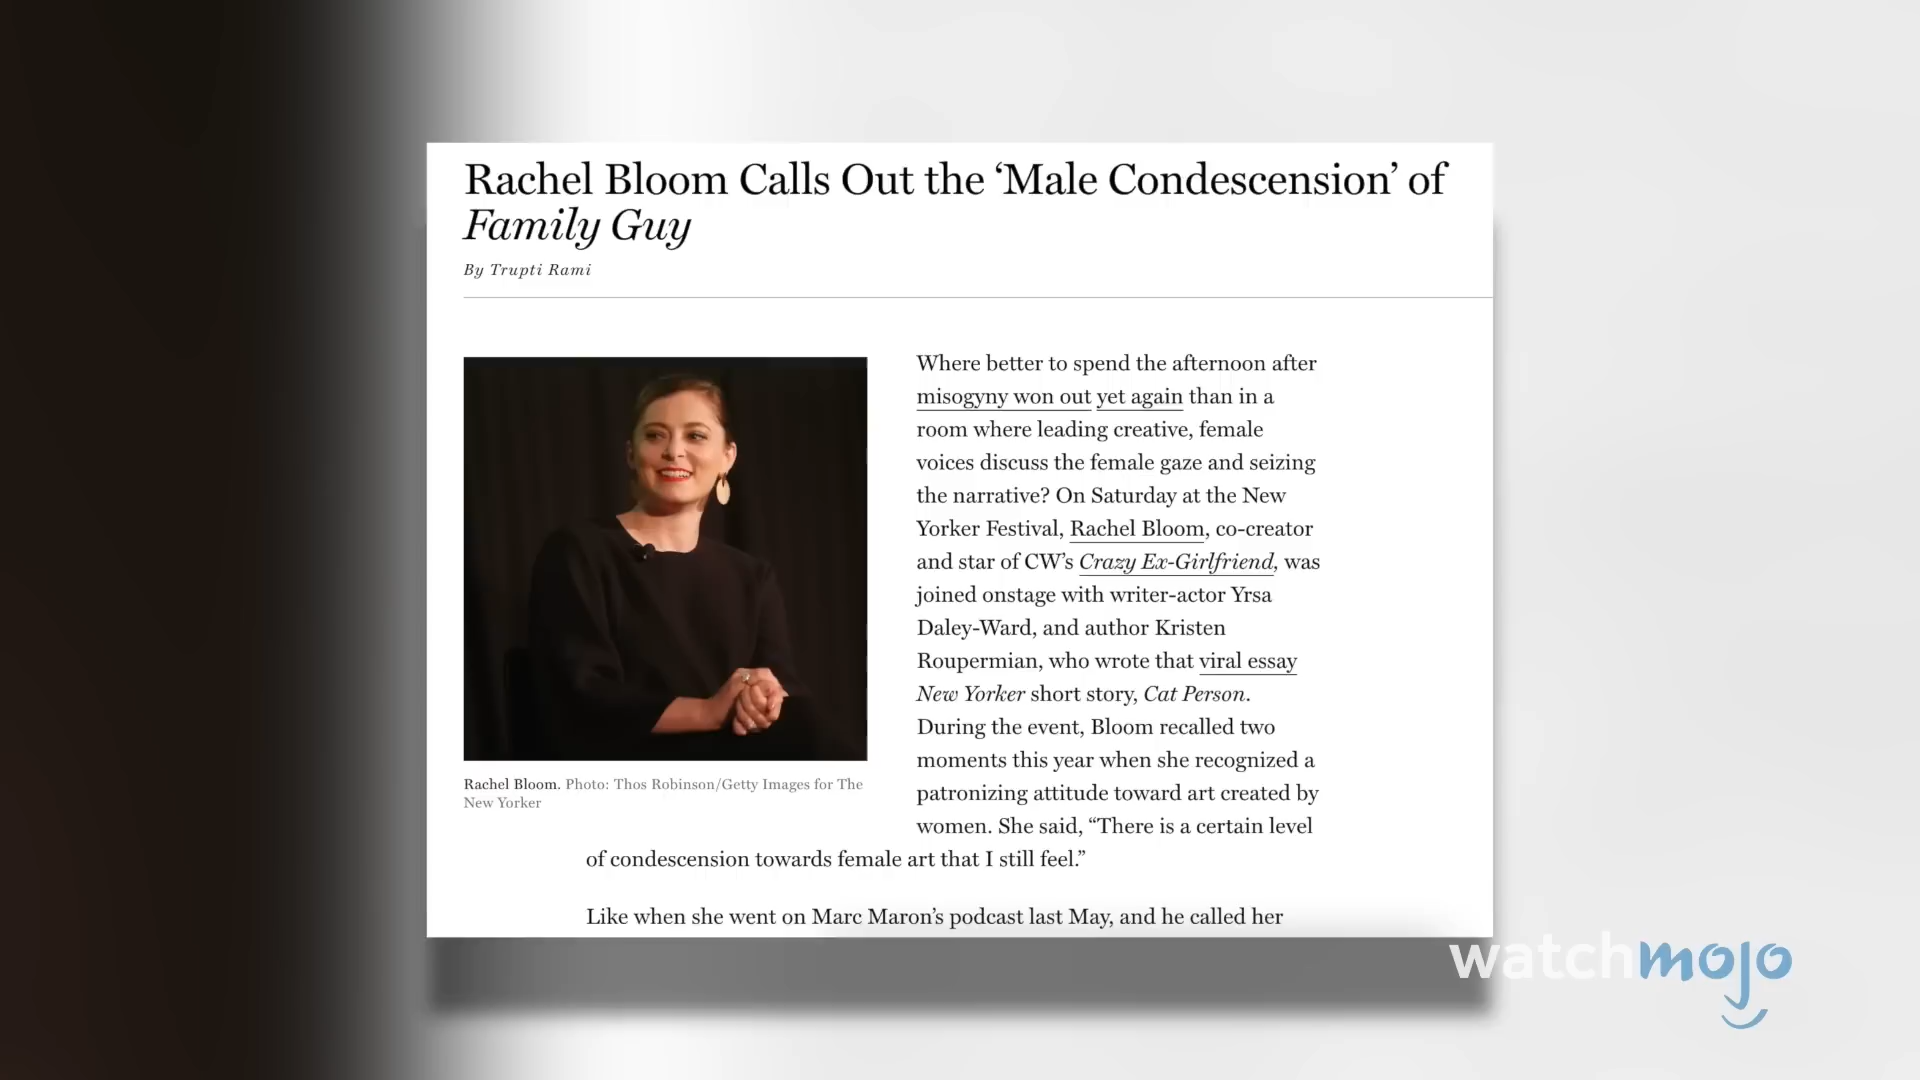 Rachel Bloom Calls Out the ‘Male Condescension’ of
Family Guy
By Trupti Rami
Where better to spend the afternoon after
misogyny won out yet again than in a
room where leading creative, female
voices discuss the female gaze and seizing
the narrative? On Saturday at the New
Yorker Festival, Rachel Bloom, co-creator
and star of CW’s Crazy Ex-Girlfriend, was
joined onstage with writer-actor Yrsa
Daley-Ward, and author Kristen
Roupermian, who wrote that viral essay
New Yorker short story, Cat Person.
During the event, Bloom recalled two
moments this year when she recognized a
patronizing attitude toward art created by
women. She said, “There is a certain level
of condescension towards female art that I still feel.”
Like when she went on Marc Maron’s podcast last May, and he called her
Rachel Bloom. Photo: Thos Robinson/Getty Images for The
New Yorker
watchmojo